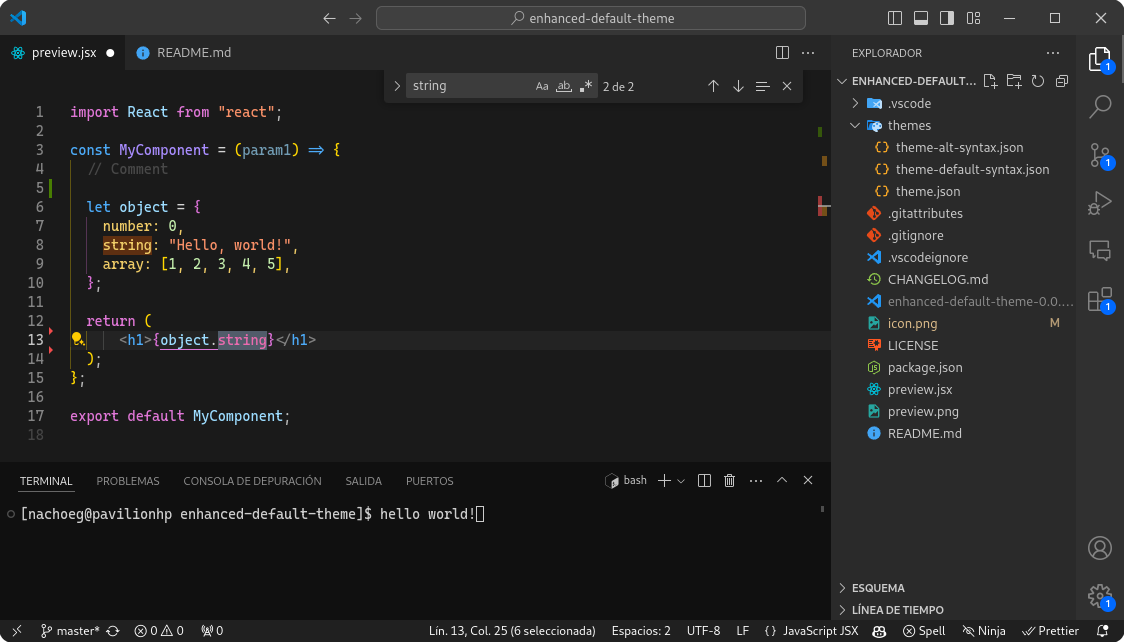 enhanced-default-theme
preview.jsx
README.md
string
Aa
ab
2 de 2
1 import React from "react";
2
3 const MyComponent = (param1) => {
4 // Comment
5
6 let object = {
7 number: 0,
8 string: "Hello, world!",
9 array: [1, 2, 3, 4, 5],
10 };
11
12 return (
13 <h1>{object.string}</h1>
14 );
15 };
16
17 export default MyComponent;
18
TERMINAL
PROBLEMAS
CONSOLA DE DEPURACIÓN
SALIDA
PUERTOS
bash
[nachoeg@pavilionhp enhanced-default-theme]$ hello world!
EXPLORADOR
ENHANCED-DEFAULT...
.vscode
themes
theme-alt-syntax.json
theme-default-syntax.json
theme.json
.gitattributes
.gitignore
.vscodeignore
CHANGELOG.md
enhanced-default-theme-0.0....
icon.png M
LICENSE
package.json
preview.jsx
preview.png
README.md
ESQUEMA
LÍNEA DE TIEMPO
1
1
1
1
master*
0
0
0
Lín. 13, Col. 25 (6 seleccionada)
Espacios: 2
UTF-8
LF
{ } JavaScript JSX
Spell
Ninja
Prettier